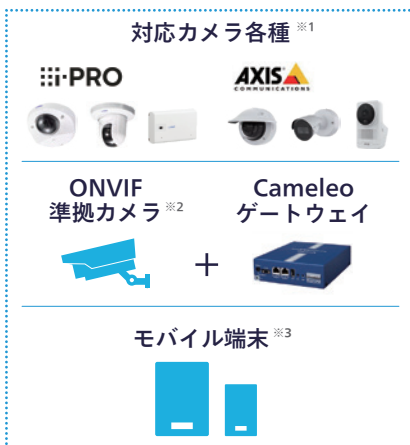 対応カメラ各種 ※1
i-PRO
AXIS
COMMUNICATIONS
ONVIF
準拠カメラ ※2
+
Cameleo
ゲートウェイ
モバイル端末 ※3